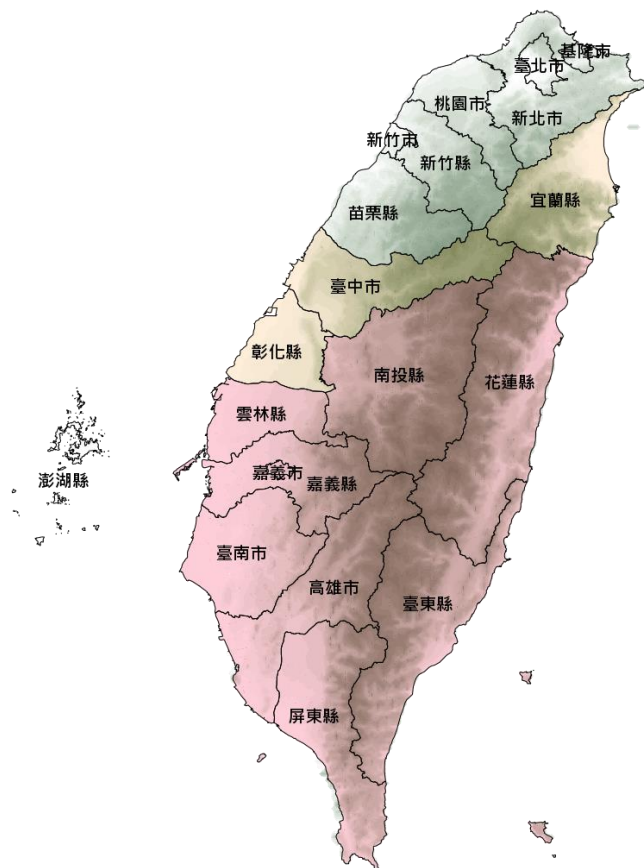 基隆市
臺北市
桃園市
新北市
新竹市
新竹縣
宜蘭縣
苗栗縣
臺中市
彰化縣
南投縣
花蓮縣
雲林縣
嘉義市
嘉義縣
澎湖縣
臺南市
高雄市
臺東縣
屏東縣